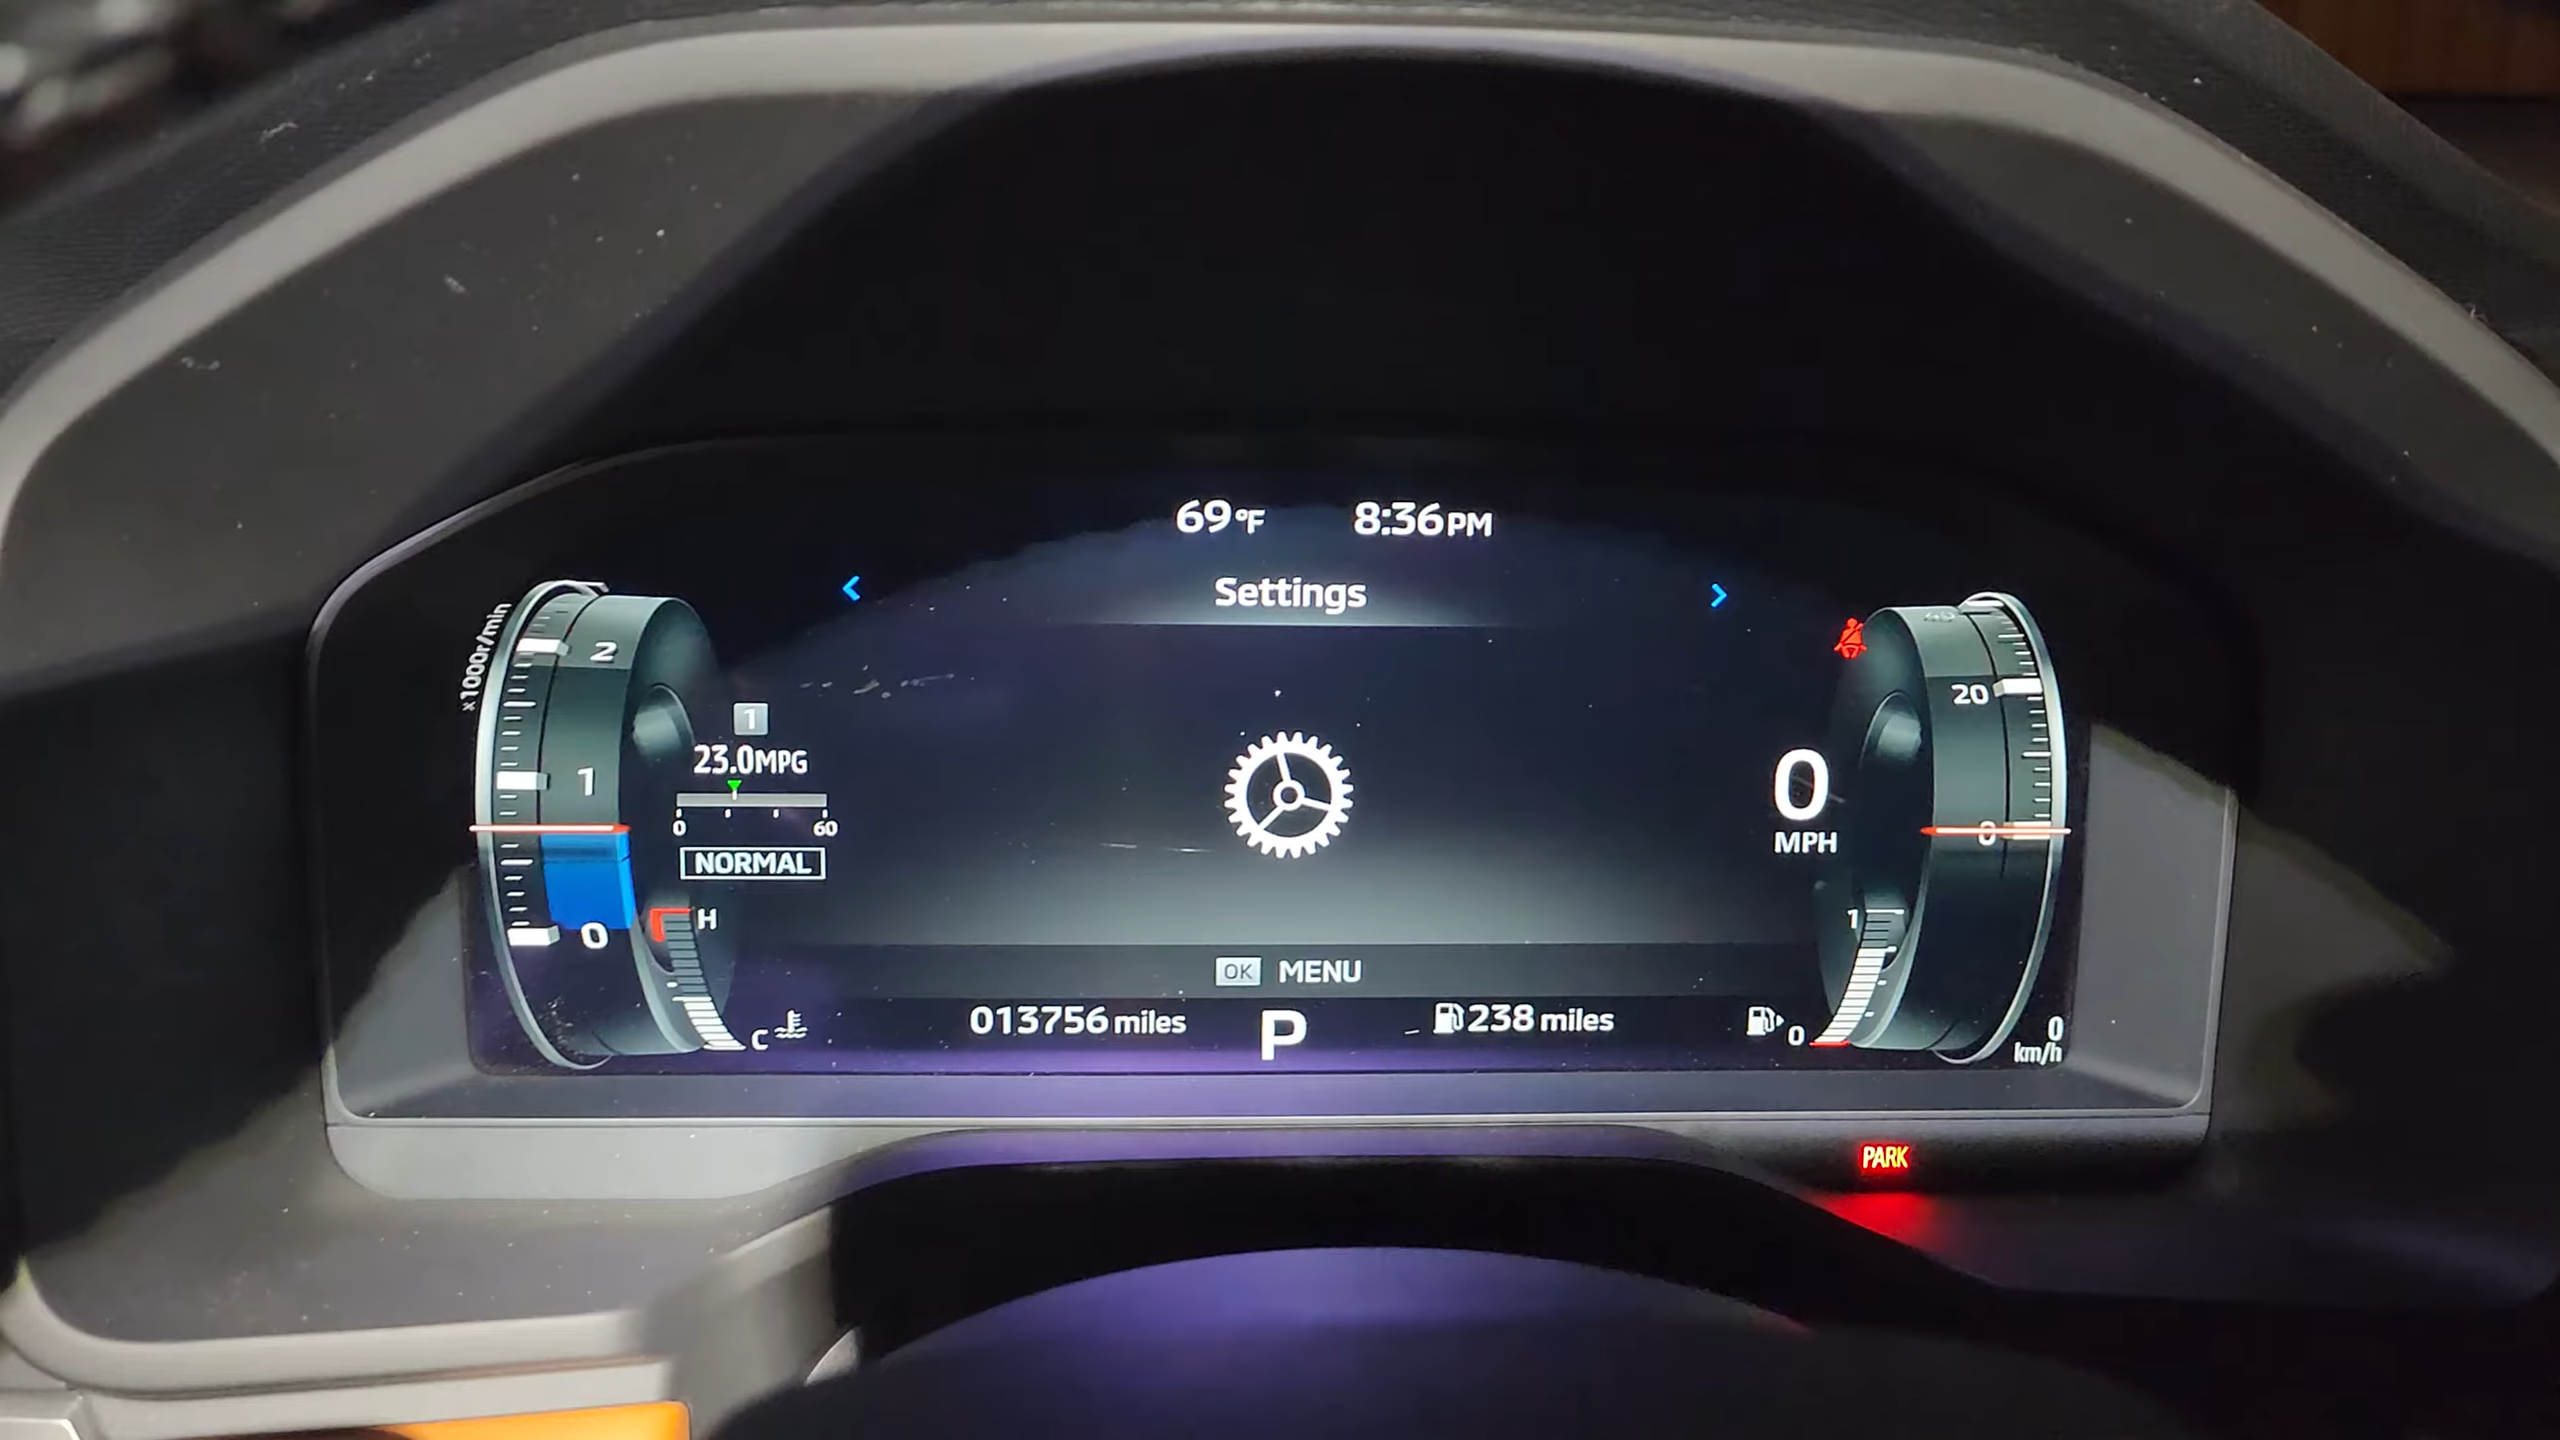 69°F 8:36PM
Settings
x1000r/min
2
1
0
1
23.0MPG
0 60
NORMAL
H
C
OK MENU
013756 miles P 238 miles
0
MPH
20
0
1
0
0
km/h
PARK